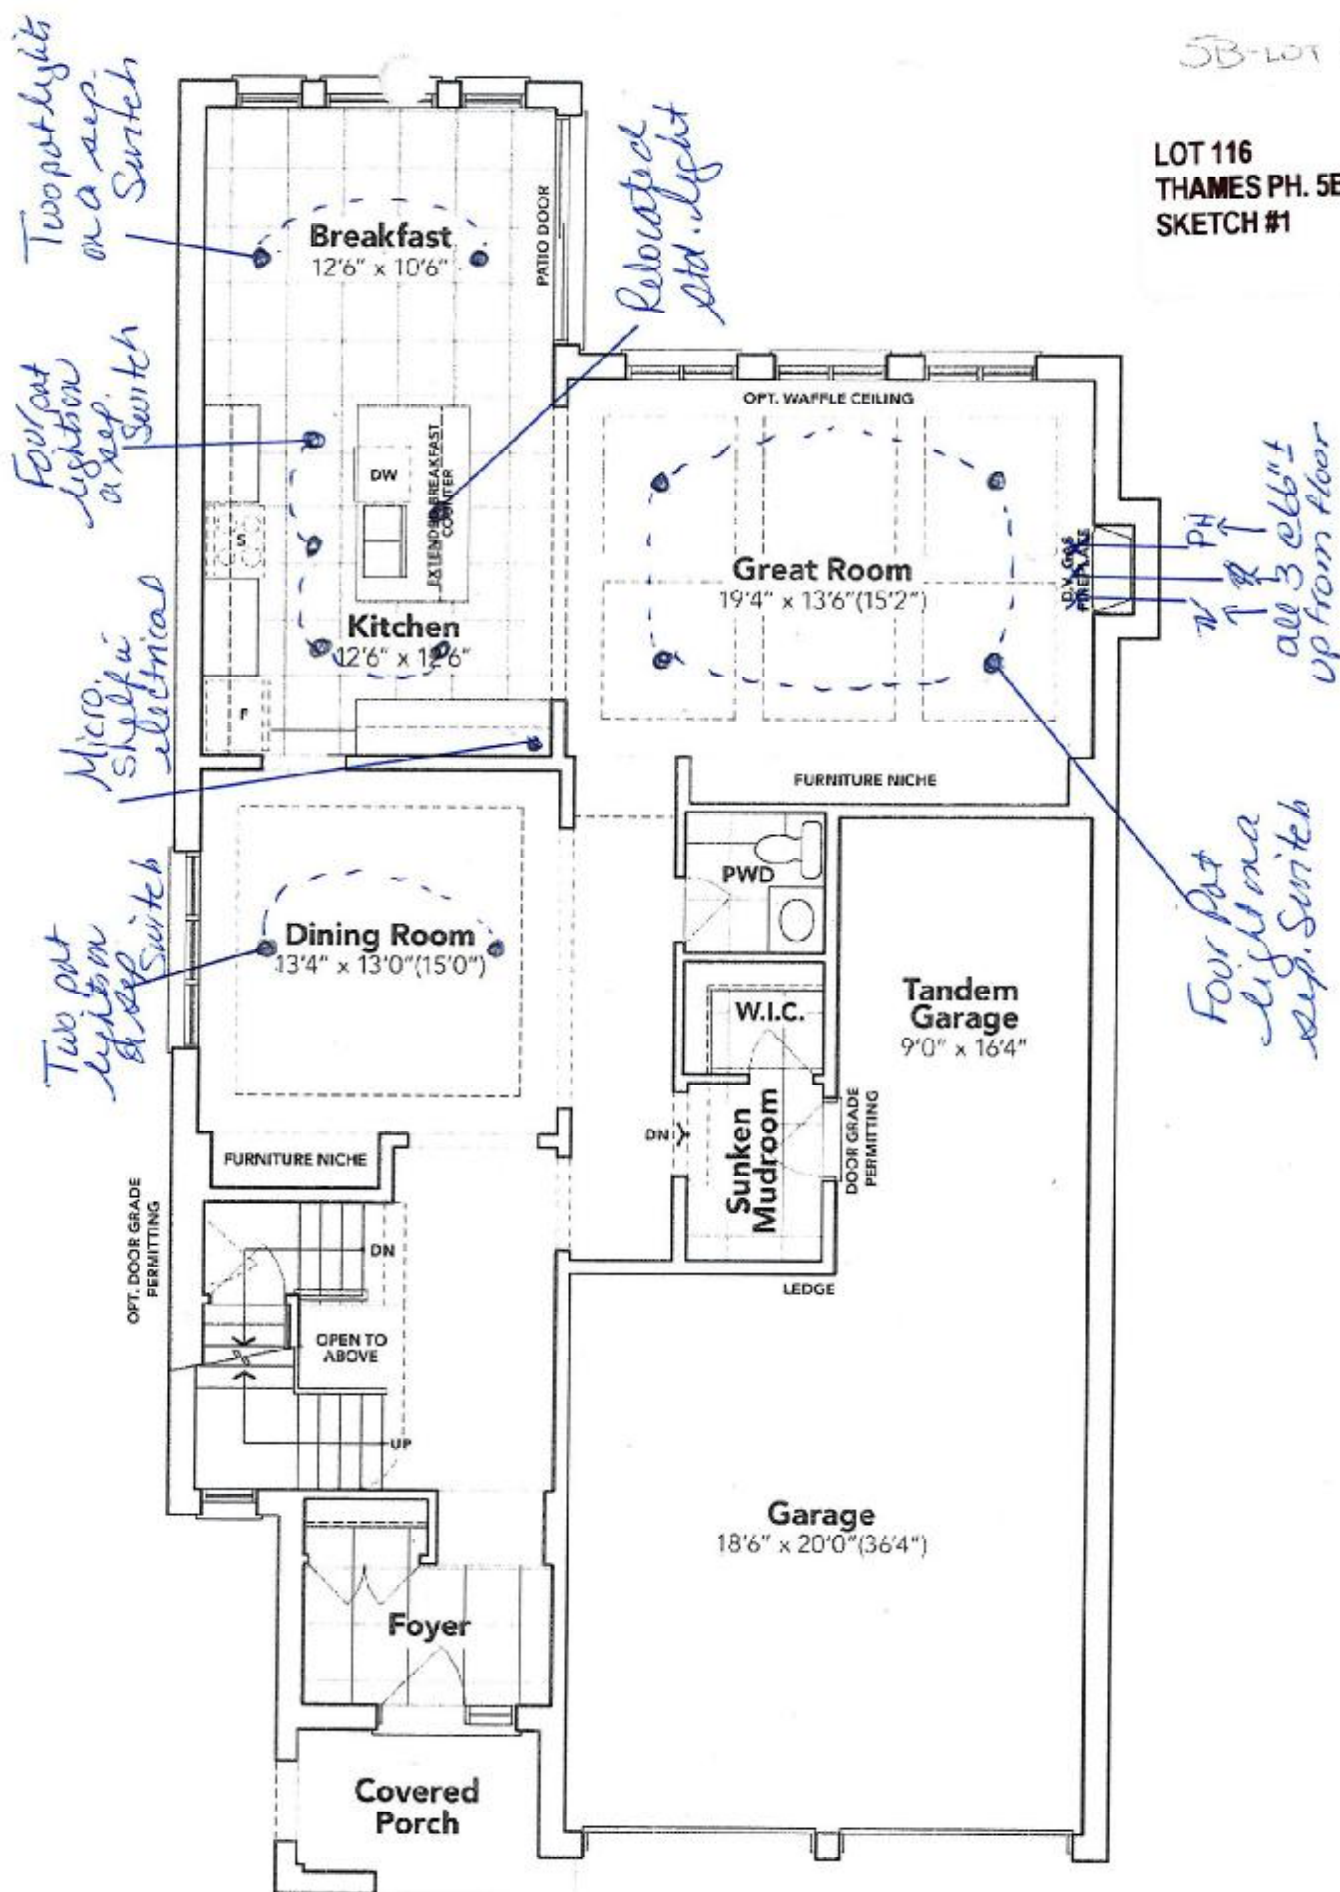 5B-LOT
LOT 116
THAMES PH. 5B
SKETCH #1
Two pot lights
on a sep.
Switch
Breakfast
12'6" x 10'6"
PATIO DOOR
Relocated
std. light
Four pot
lights on
a sep.
Switch
OPT. WAFFLE CEILING
DW
EXTENDED BREAKFAST
COUNTER
S
Great Room
19'4" x 13'6"(15'2")
D.V. GAS
FIREPLACE
PH
all 3 @66"±
up from floor
Kitchen
12'6" x 12'6"
F
Micro.
Shelf w
electrical
FURNITURE NICHE
PWD
Four Pot
light on a
sep. Switch
Two pot
lights on
a sep
Switch
Dining Room
13'4" x 13'0"(15'0")
W.I.C.
Tandem
Garage
9'0" x 16'4"
DN
Sunken
Mudroom
DOOR GRADE
PERMITTING
FURNITURE NICHE
OPT. DOOR GRADE
PERMITTING
DN
LEDGE
OPEN TO
ABOVE
UP
Garage
18'6" x 20'0"(36'4")
Foyer
Covered
Porch